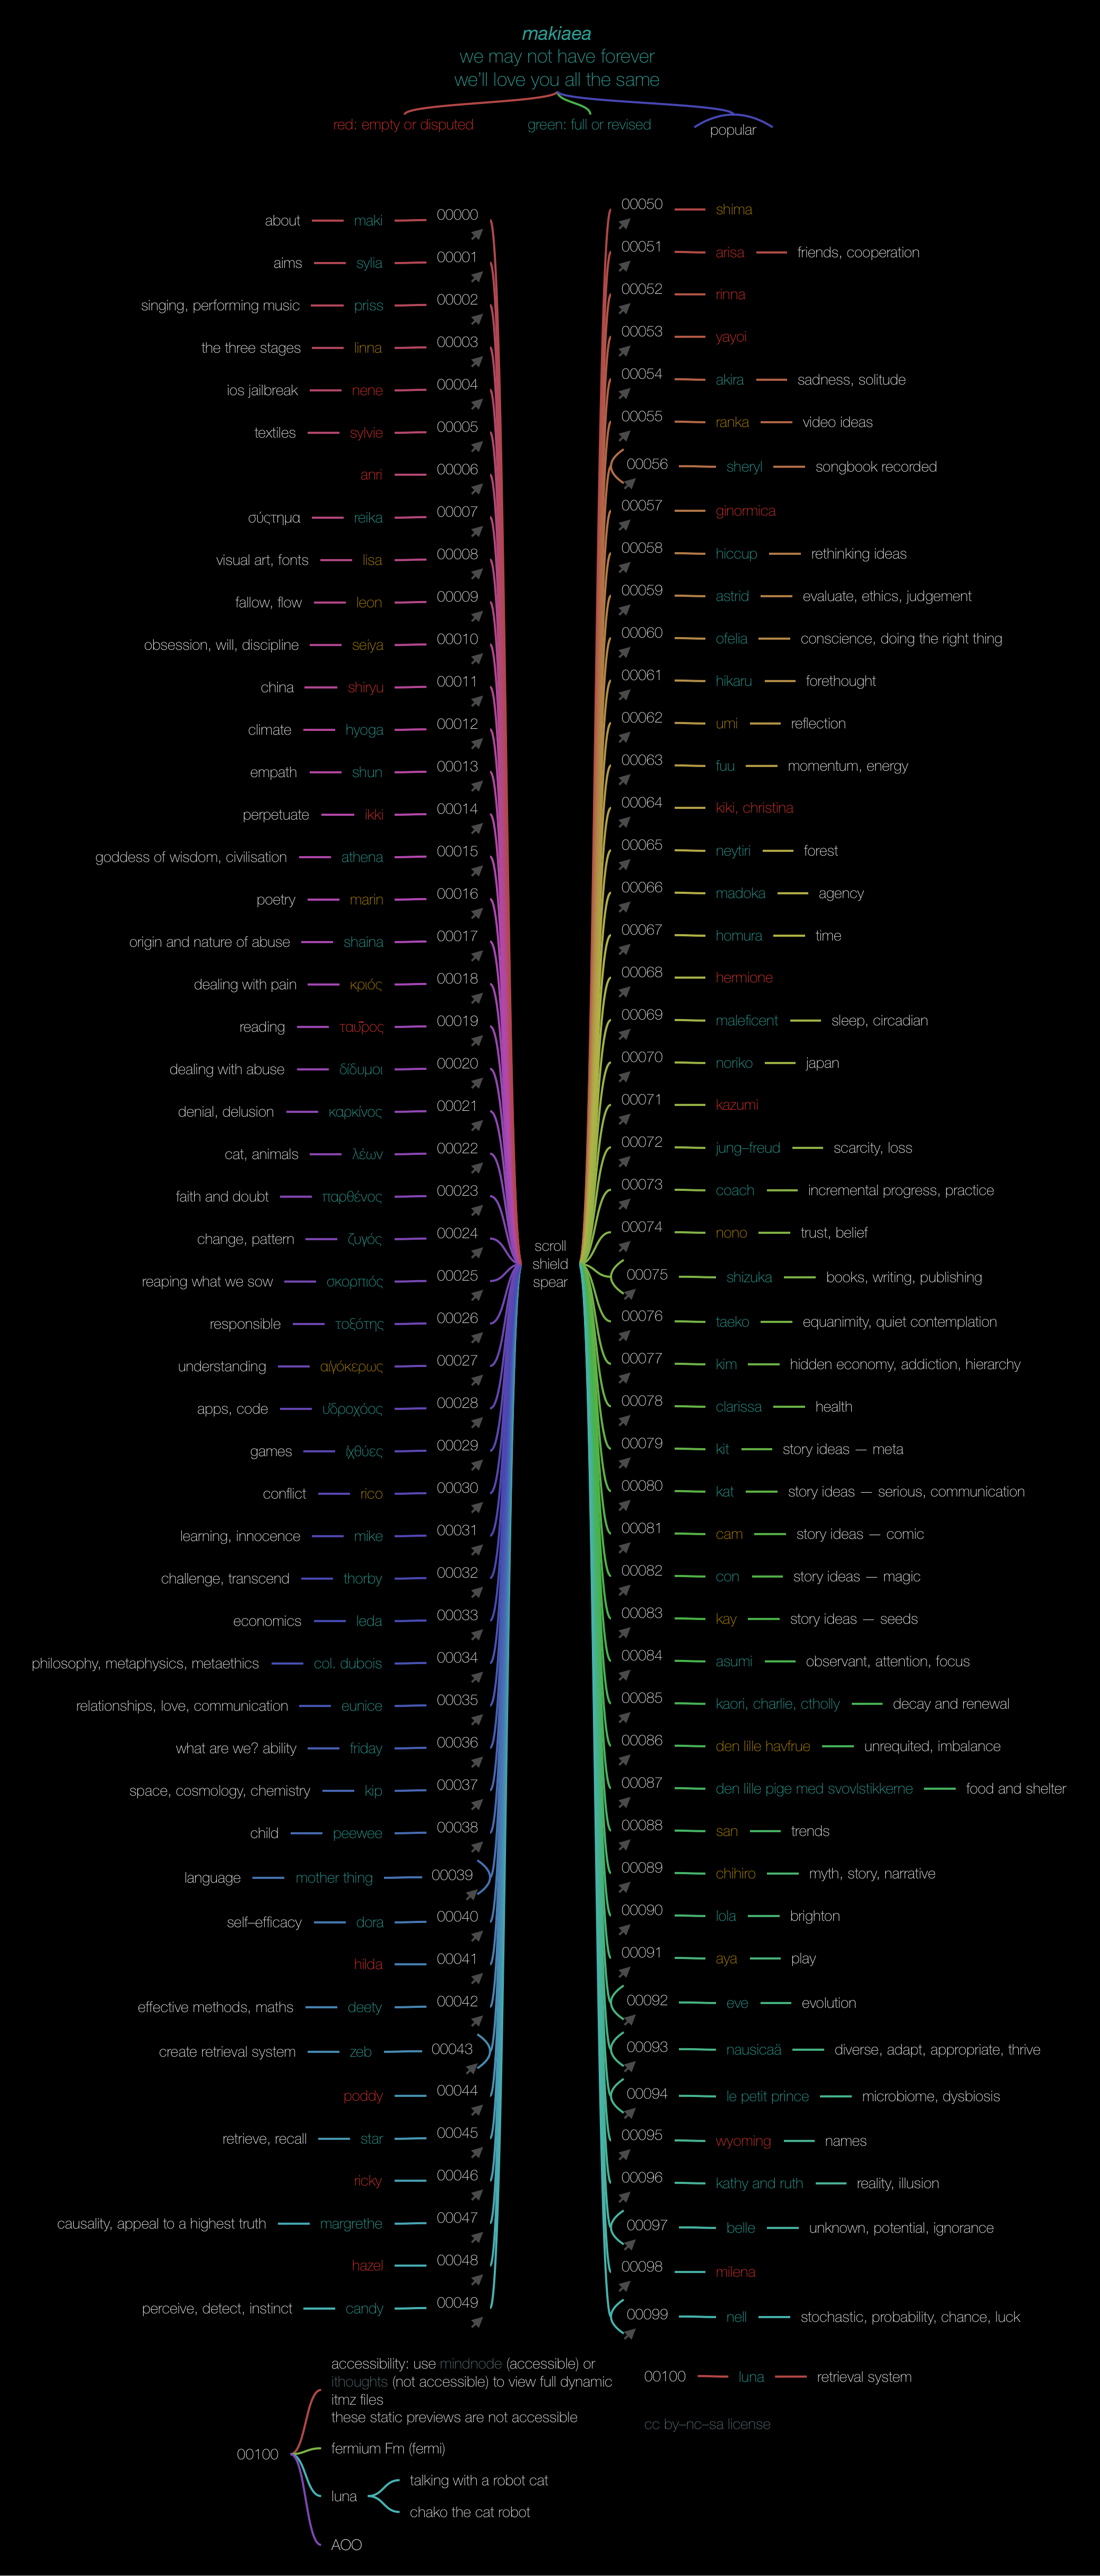 makiaea
we may not have forever
we'll love you all the same
red: empty or disputed
green: full or revised
popular
about maki 00000
aims sylia 00001
singing, performing music priss 00002
the three stages linna 00003
ios jailbreak nene 00004
textiles sylvie 00005
anri 00006
σύςτημα reika 00007
visual art, fonts lisa 00008
fallow, flow leon 00009
obsession, will, discipline seiya 00010
china shiryu 00011
climate hyoga 00012
empath shun 00013
perpetuate ikki 00014
goddess of wisdom, civilisation athena 00015
poetry marin 00016
origin and nature of abuse shaina 00017
dealing with pain κριός 00018
reading ταῦρος 00019
dealing with abuse δίδυμοι 00020
denial, delusion καρκίνος 00021
cat, animals λέων 00022
faith and doubt παρθένος 00023
change, pattern ζυγός 00024
reaping what we sow σκορπιός 00025
responsible τοξότης 00026
understanding αἰγόκερως 00027
apps, code ὑδροχόος 00028
games ἰχθύες 00029
conflict rico 00030
learning, innocence mike 00031
challenge, transcend thorby 00032
economics leda 00033
philosophy, metaphysics, metaethics col. dubois 00034
relationships, love, communication eunice 00035
what are we? ability friday 00036
space, cosmology, chemistry kip 00037
child peewee 00038
language mother thing 00039
self–efficacy dora 00040
hilda 00041
effective methods, maths deety 00042
create retrieval system zeb 00043
poddy 00044
retrieve, recall star 00045
ricky 00046
causality, appeal to a highest truth margrethe 00047
hazel 00048
perceive, detect, instinct candy 00049
scroll
shield
spear
00050 shima
00051 arisa friends, cooperation
00052 rinna
00053 yayoi
00054 akira sadness, solitude
00055 ranka video ideas
00056 sheryl songbook recorded
00057 ginormica
00058 hiccup rethinking ideas
00059 astrid evaluate, ethics, judgement
00060 ofelia conscience, doing the right thing
00061 hikaru forethought
00062 umi reflection
00063 fuu momentum, energy
00064 kiki, christina
00065 neytiri forest
00066 madoka agency
00067 homura time
00068 hermione
00069 maleficent sleep, circadian
00070 noriko japan
00071 kazumi
00072 jung–freud scarcity, loss
00073 coach incremental progress, practice
00074 nono trust, belief
00075 shizuka books, writing, publishing
00076 taeko equanimity, quiet contemplation
00077 kim hidden economy, addiction, hierarchy
00078 clarissa health
00079 kit story ideas — meta
00080 kat story ideas — serious, communication
00081 cam story ideas — comic
00082 con story ideas — magic
00083 kay story ideas — seeds
00084 asumi observant, attention, focus
00085 kaori, charlie, ctholly decay and renewal
00086 den lille havfrue unrequited, imbalance
00087 den lille pige med svovlstikkerne food and shelter
00088 san trends
00089 chihiro myth, story, narrative
00090 lola brighton
00091 aya play
00092 eve evolution
00093 nausicaä diverse, adapt, appropriate, thrive
00094 le petit prince microbiome, dysbiosis
00095 wyoming names
00096 kathy and ruth reality, illusion
00097 belle unknown, potential, ignorance
00098 milena
00099 nell stochastic, probability, chance, luck
00100 luna retrieval system
cc by–nc–sa license
00100
accessibility: use mindnode (accessible) or
ithoughts (not accessible) to view full dynamic
itmz files
these static previews are not accessible
fermium Fm (fermi)
luna
talking with a robot cat
chako the cat robot
AOO